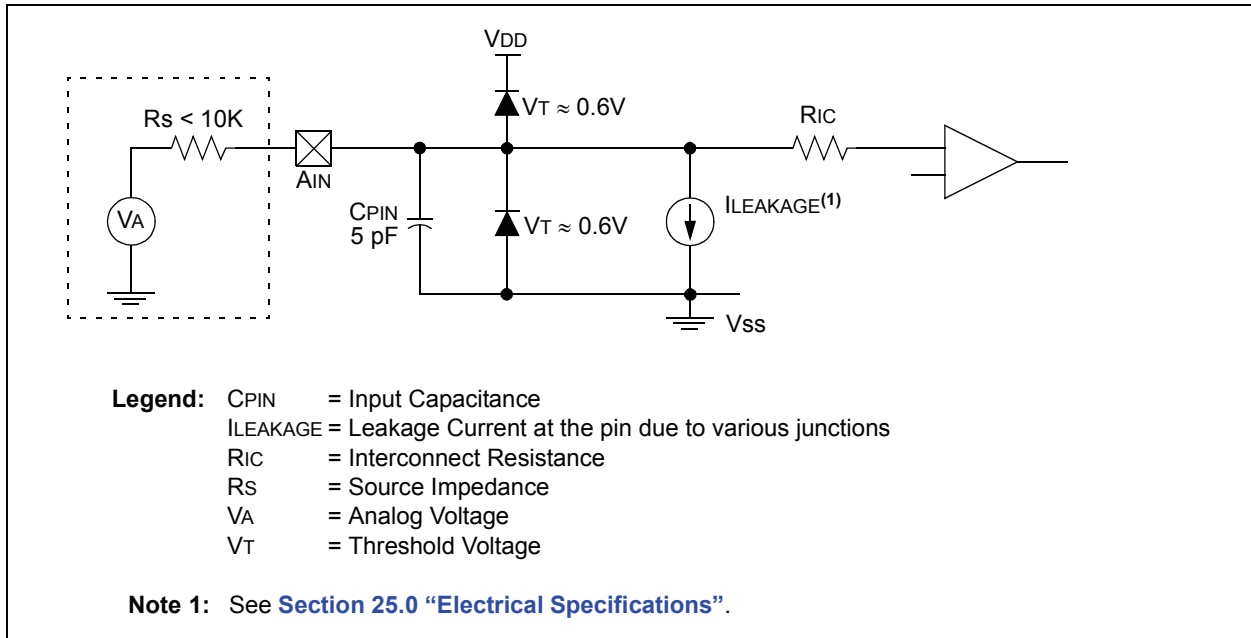 VDD
VT ≈ 0.6V
Rs < 10K
RIC
AIN
CPIN
5 pF
VA
VT ≈ 0.6V
ILEAKAGE(1)
Vss
Legend: CPIN = Input Capacitance
ILEAKAGE = Leakage Current at the pin due to various junctions
RIC = Interconnect Resistance
RS = Source Impedance
VA = Analog Voltage
VT = Threshold Voltage
Note 1: See Section 25.0 “Electrical Specifications”.